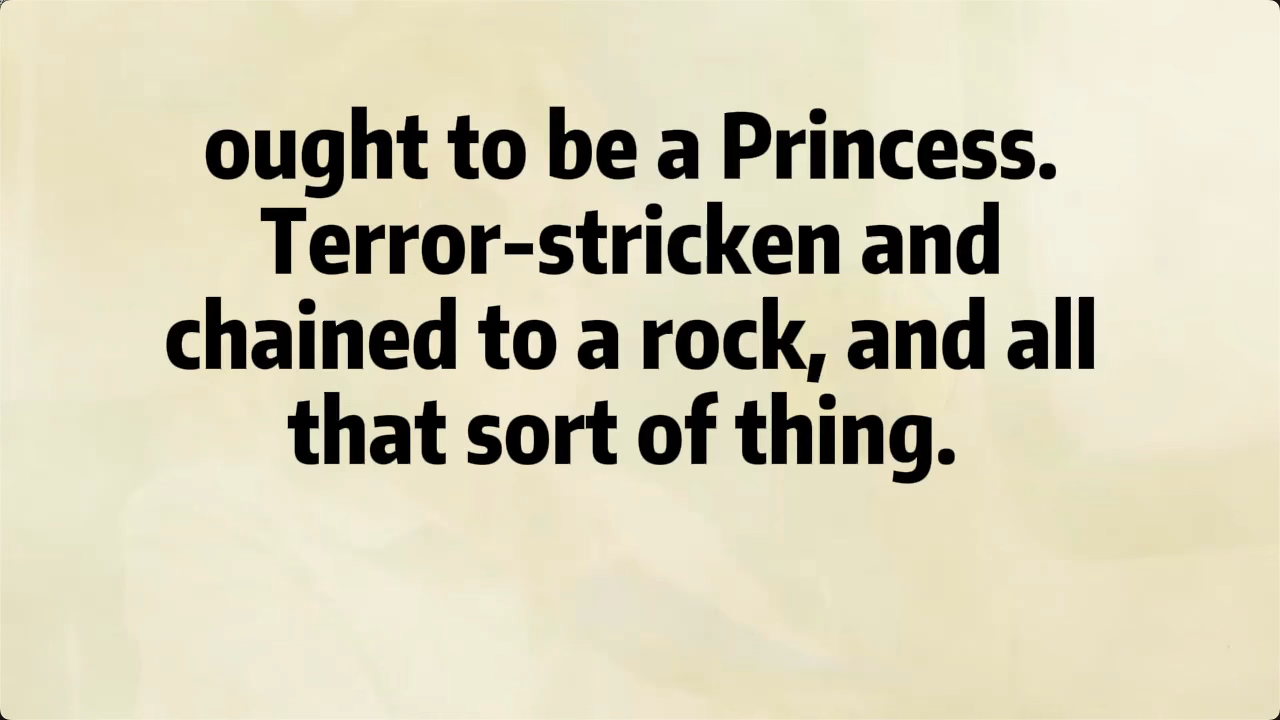 ought to be a Princess.
Terror-stricken and
chained to a rock, and all
that sort of thing.